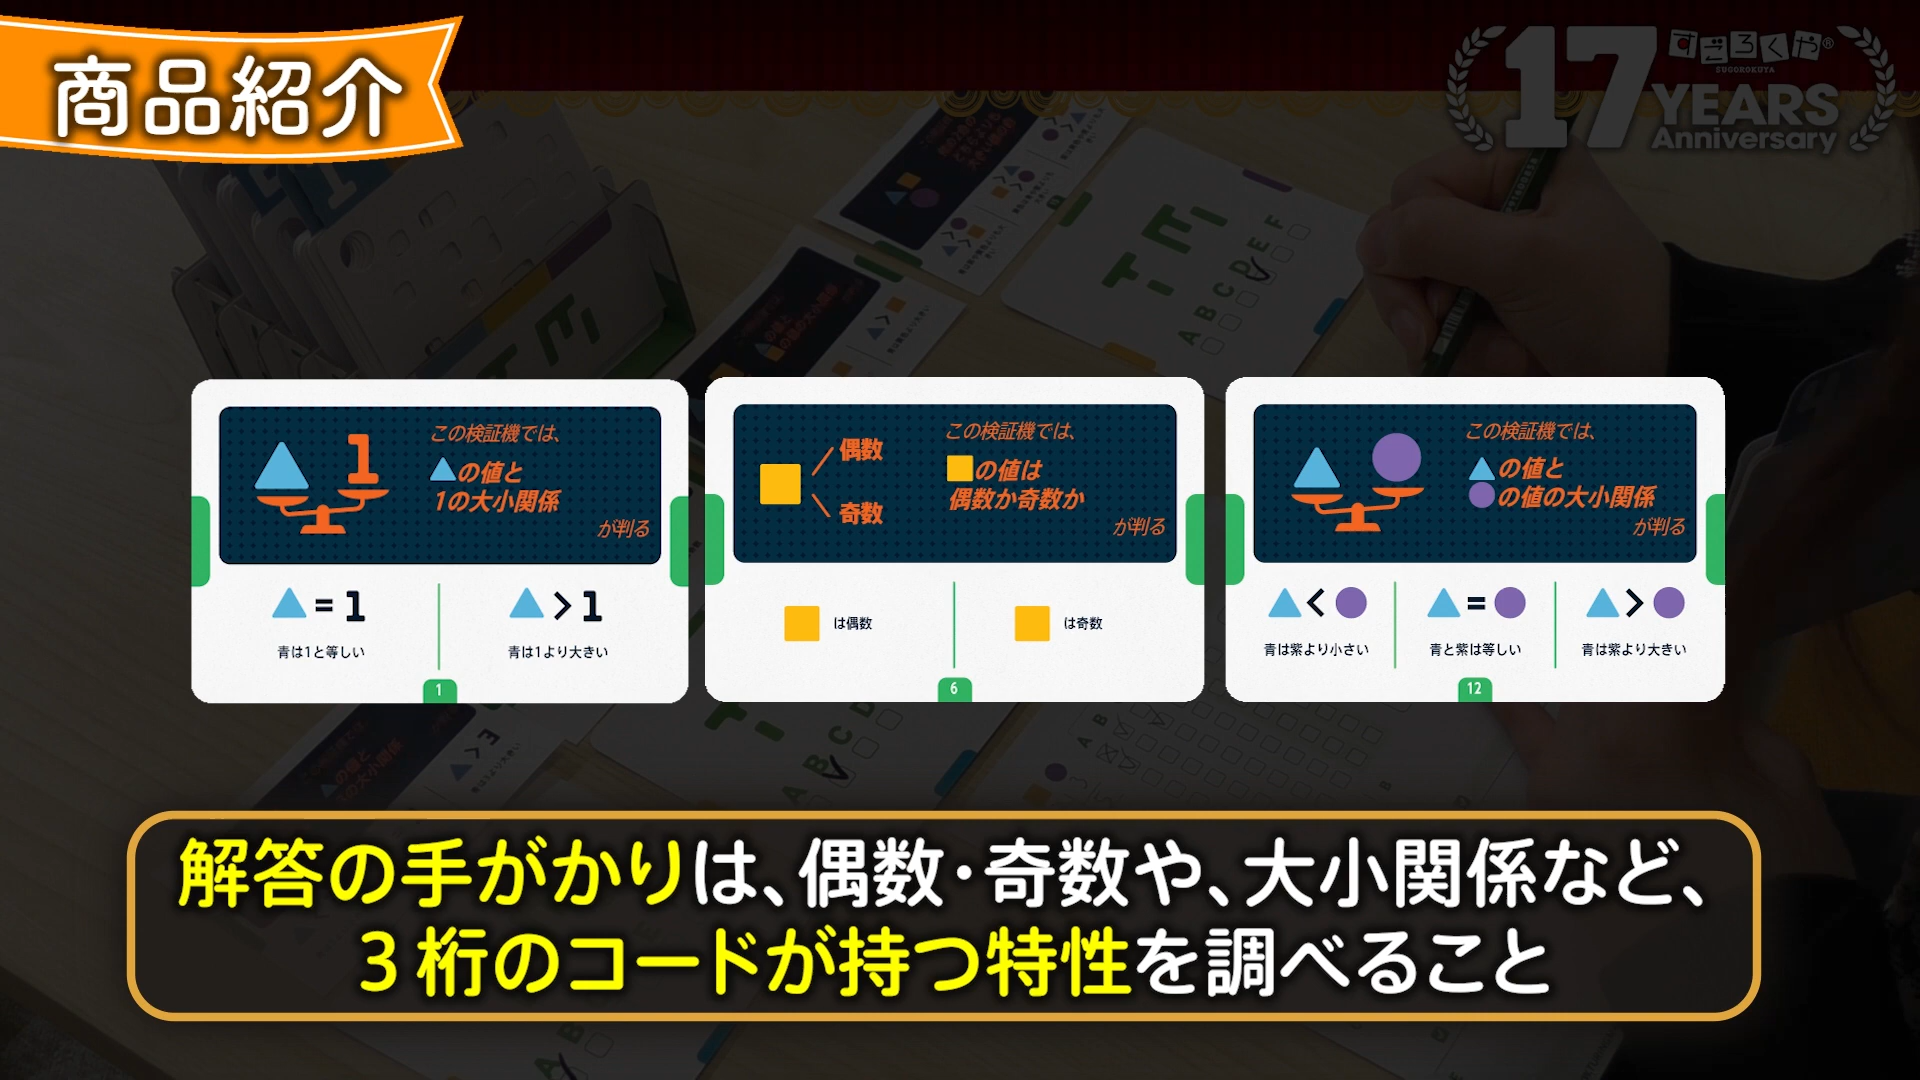 商品紹介
すごろくや®
SUGOROKUYA
17 YEARS
Anniversary
1
この検証機では、
の値と
1の大小関係
が判る
= 1
> 1
青は1と等しい
青は1より大きい
1
偶数
奇数
この検証機では、
の値は
偶数か奇数か
が判る
は偶数
は奇数
6
この検証機では、
の値と
の値の大小関係
が判る
<
=
>
青は紫より小さい
青と紫は等しい
青は紫より大きい
12
解答の手がかりは、偶数・奇数や、大小関係など、
３桁のコードが持つ特性を調べること